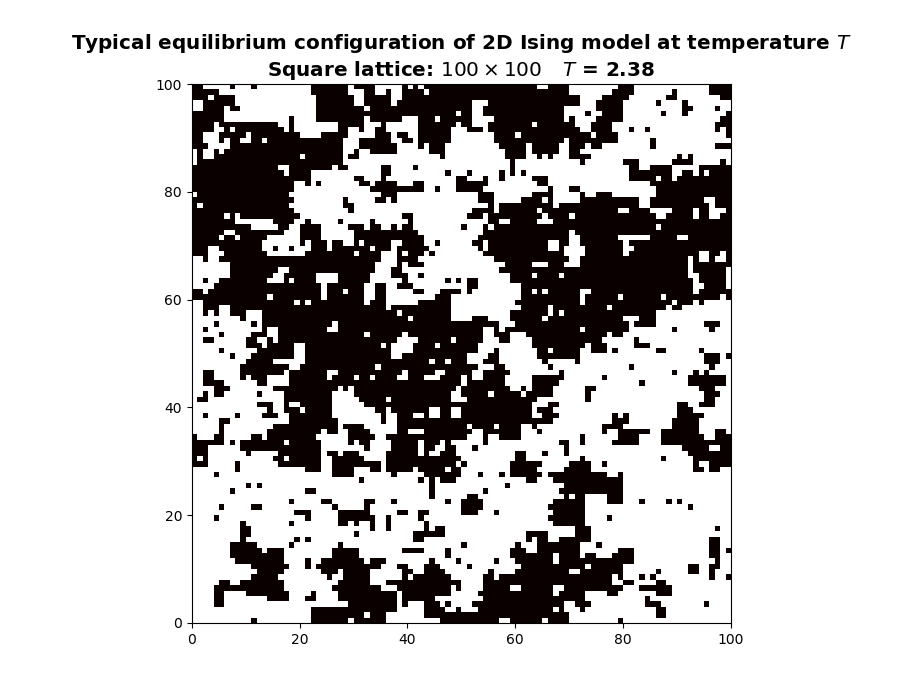 Typical equilibrium configuration of 2D Ising model at temperature T
Square lattice: 100 × 100 T = 2.38
100
80
60
40
20
0
0 20 40 60 80 100